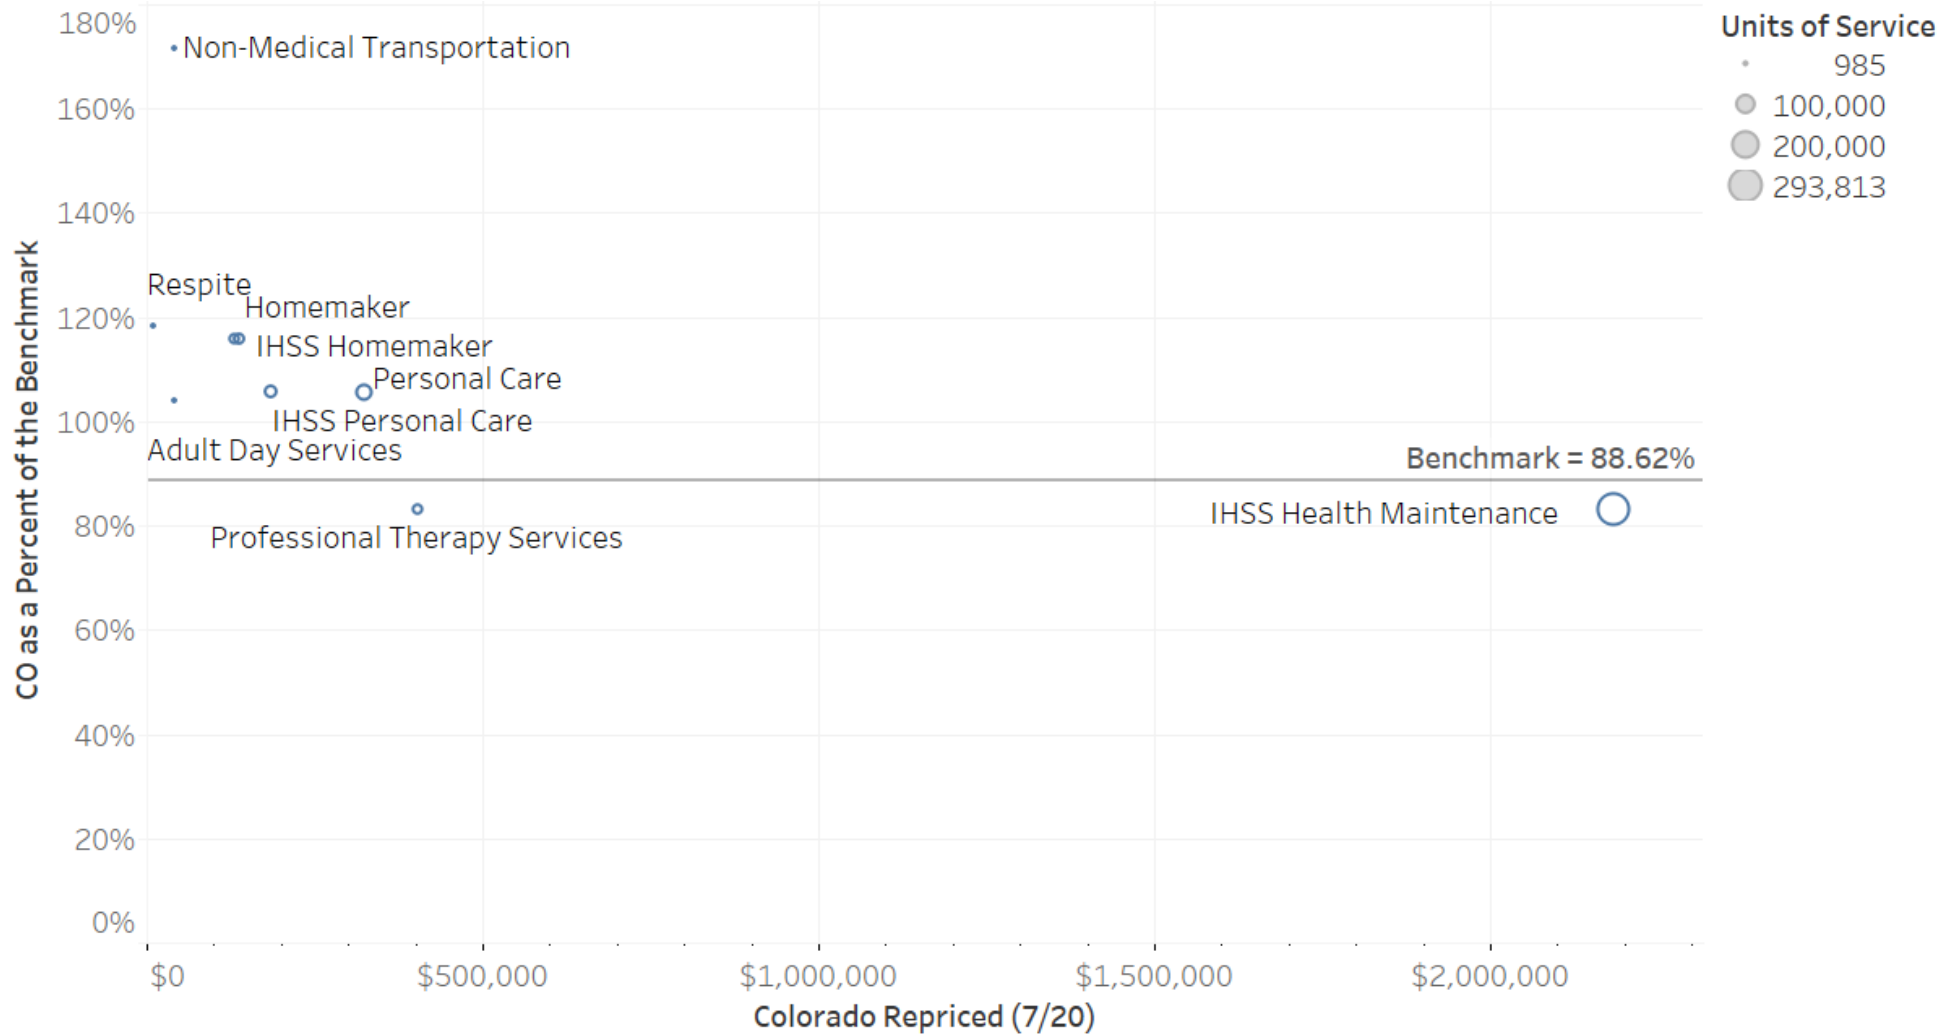 180%
Non-Medical Transportation
160%
140%
Respite
Homemaker
120%
IHSS Homemaker
Personal Care
100%
IHSS Personal Care
Adult Day Services
Benchmark = 88.62%
80%
IHSS Health Maintenance
Professional Therapy Services
60%
40%
20%
0%
CO as a Percent of the Benchmark
$0
$500,000
$1,000,000
$1,500,000
$2,000,000
Colorado Repriced (7/20)
Units of Service
985
100,000
200,000
293,813